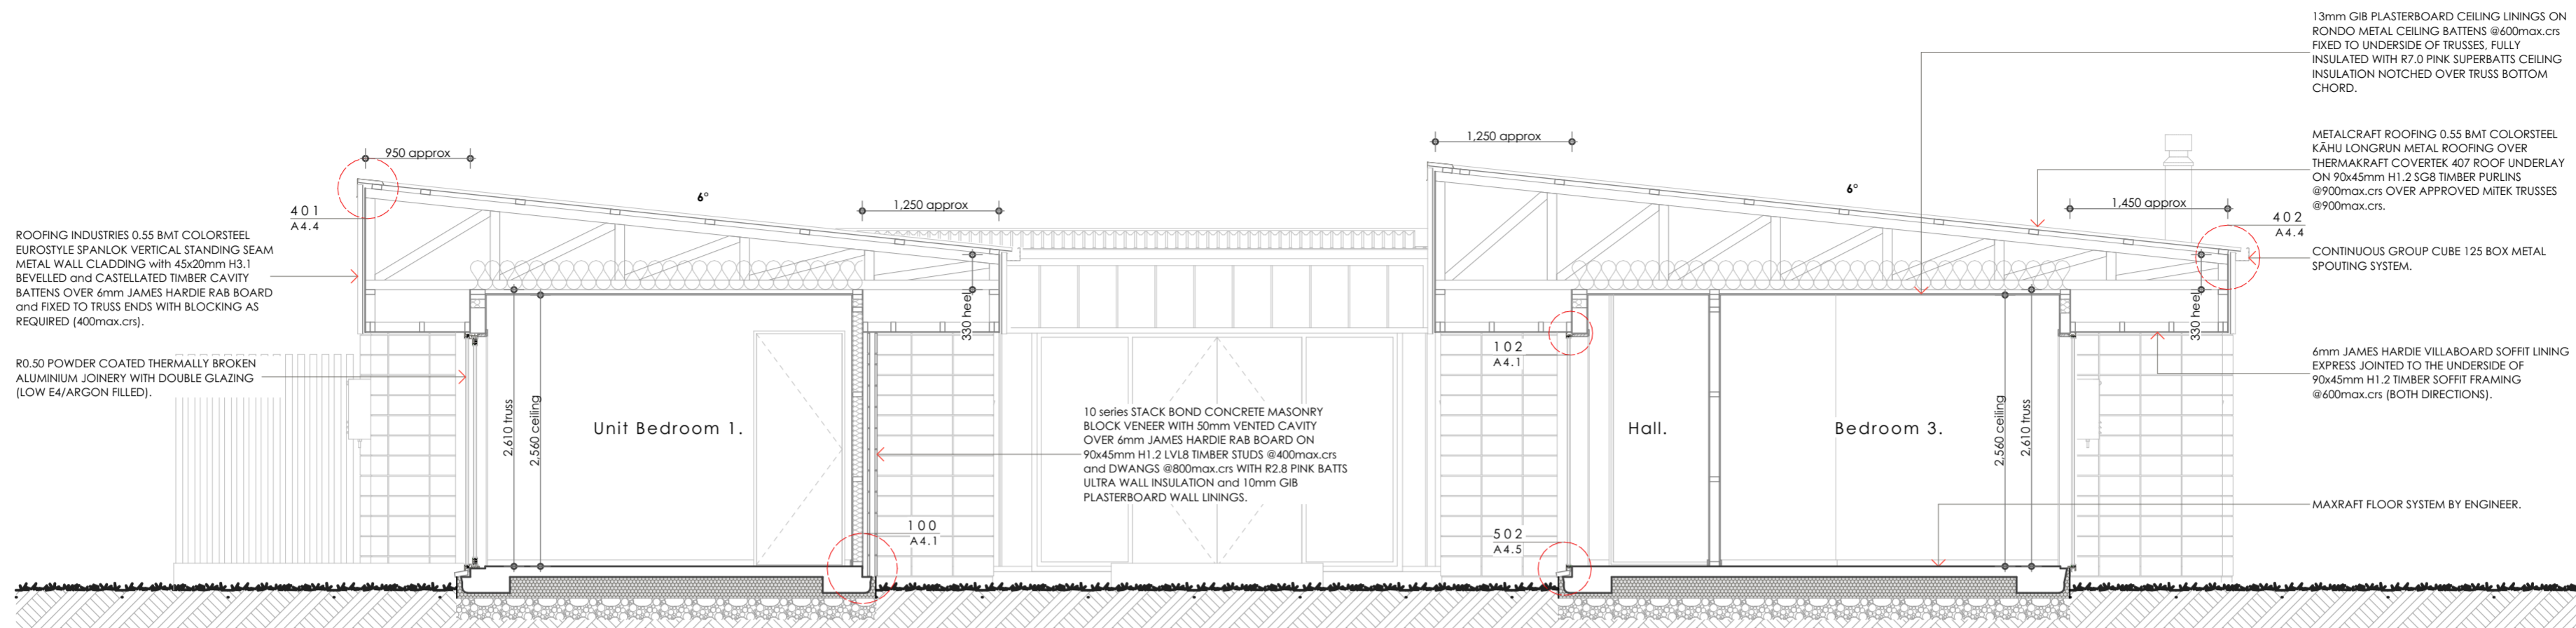 13mm GIB PLASTERBOARD CEILING LININGS ON
RONDO METAL CEILING BATTENS @600max.crs
FIXED TO UNDERSIDE OF TRUSSES, FULLY
INSULATED WITH R7.0 PINK SUPERBATTS CEILING
INSULATION NOTCHED OVER TRUSS BOTTOM
CHORD.
METALCRAFT ROOFING 0.55 BMT COLORSTEEL
KĀHU LONGRUN METAL ROOFING OVER
THERMAKRAFT COVERTEK 407 ROOF UNDERLAY
ON 90x45mm H1.2 SG8 TIMBER PURLINS
@900max.crs OVER APPROVED MiTEK TRUSSES
@900max.crs.
CONTINUOUS GROUP CUBE 125 BOX METAL
SPOUTING SYSTEM.
6mm JAMES HARDIE VILLABOARD SOFFIT LINING
EXPRESS JOINTED TO THE UNDERSIDE OF
90x45mm H1.2 TIMBER SOFFIT FRAMING
@600max.crs (BOTH DIRECTIONS).
MAXRAFT FLOOR SYSTEM BY ENGINEER.
950 approx
6°
1,250 approx
1,250 approx
6°
1,450 approx
401
A4.4
402
A4.4
ROOFING INDUSTRIES 0.55 BMT COLORSTEEL
EUROSTYLE SPANLOK VERTICAL STANDING SEAM
METAL WALL CLADDING with 45x20mm H3.1
BEVELLED and CASTELLATED TIMBER CAVITY
BATTENS OVER 6mm JAMES HARDIE RAB BOARD
and FIXED TO TRUSS ENDS WITH BLOCKING AS
REQUIRED (400max.crs).
R0.50 POWDER COATED THERMALLY BROKEN
ALUMINIUM JOINERY WITH DOUBLE GLAZING
(LOW E4/ARGON FILLED).
330 heel
330 heel
102
A4.1
2,610 truss
2,560 ceiling
Unit Bedroom 1.
10 series STACK BOND CONCRETE MASONRY
BLOCK VENEER WITH 50mm VENTED CAVITY
OVER 6mm JAMES HARDIE RAB BOARD ON
90x45mm H1.2 LVL8 TIMBER STUDS @400max.crs
and DWANGS @800max.crs WITH R2.8 PINK BATTS
ULTRA WALL INSULATION and 10mm GIB
PLASTERBOARD WALL LININGS.
Hall.
Bedroom 3.
2,560 ceiling
2,610 truss
100
A4.1
502
A4.5